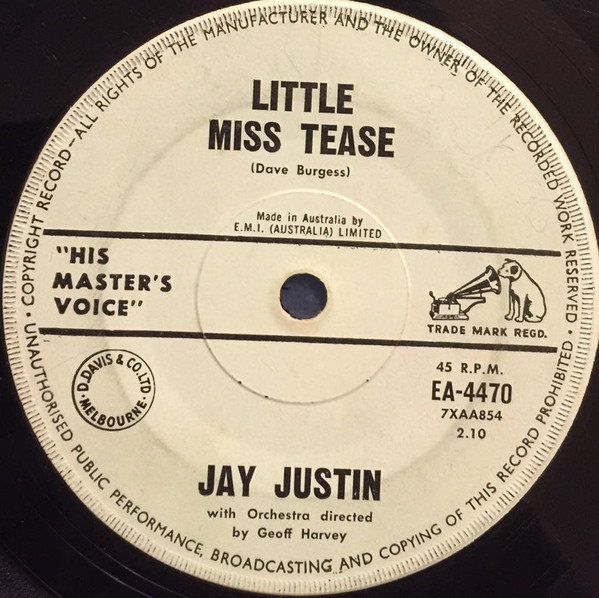 COPYRIGHT RECORD—ALL RIGHTS OF THE MANUFACTURER AND THE OWNER OF THE RECORDED WORK RESERVED •
LITTLE
MISS TEASE
(Dave Burgess)
Made in Australia by
E.M.I. (AUSTRALIA) LIMITED
"HIS
MASTER'S
VOICE"
TRADE MARK REGD.
• D.DAVIS & CO.LTD •
MELBOURNE
45 R.P.M.
EA-4470
7XAA854
2.10
JAY JUSTIN
with Orchestra directed
by Geoff Harvey
UNAUTHORISED PUBLIC PERFORMANCE, BROADCASTING AND COPYING OF THIS RECORD PROHIBITED •